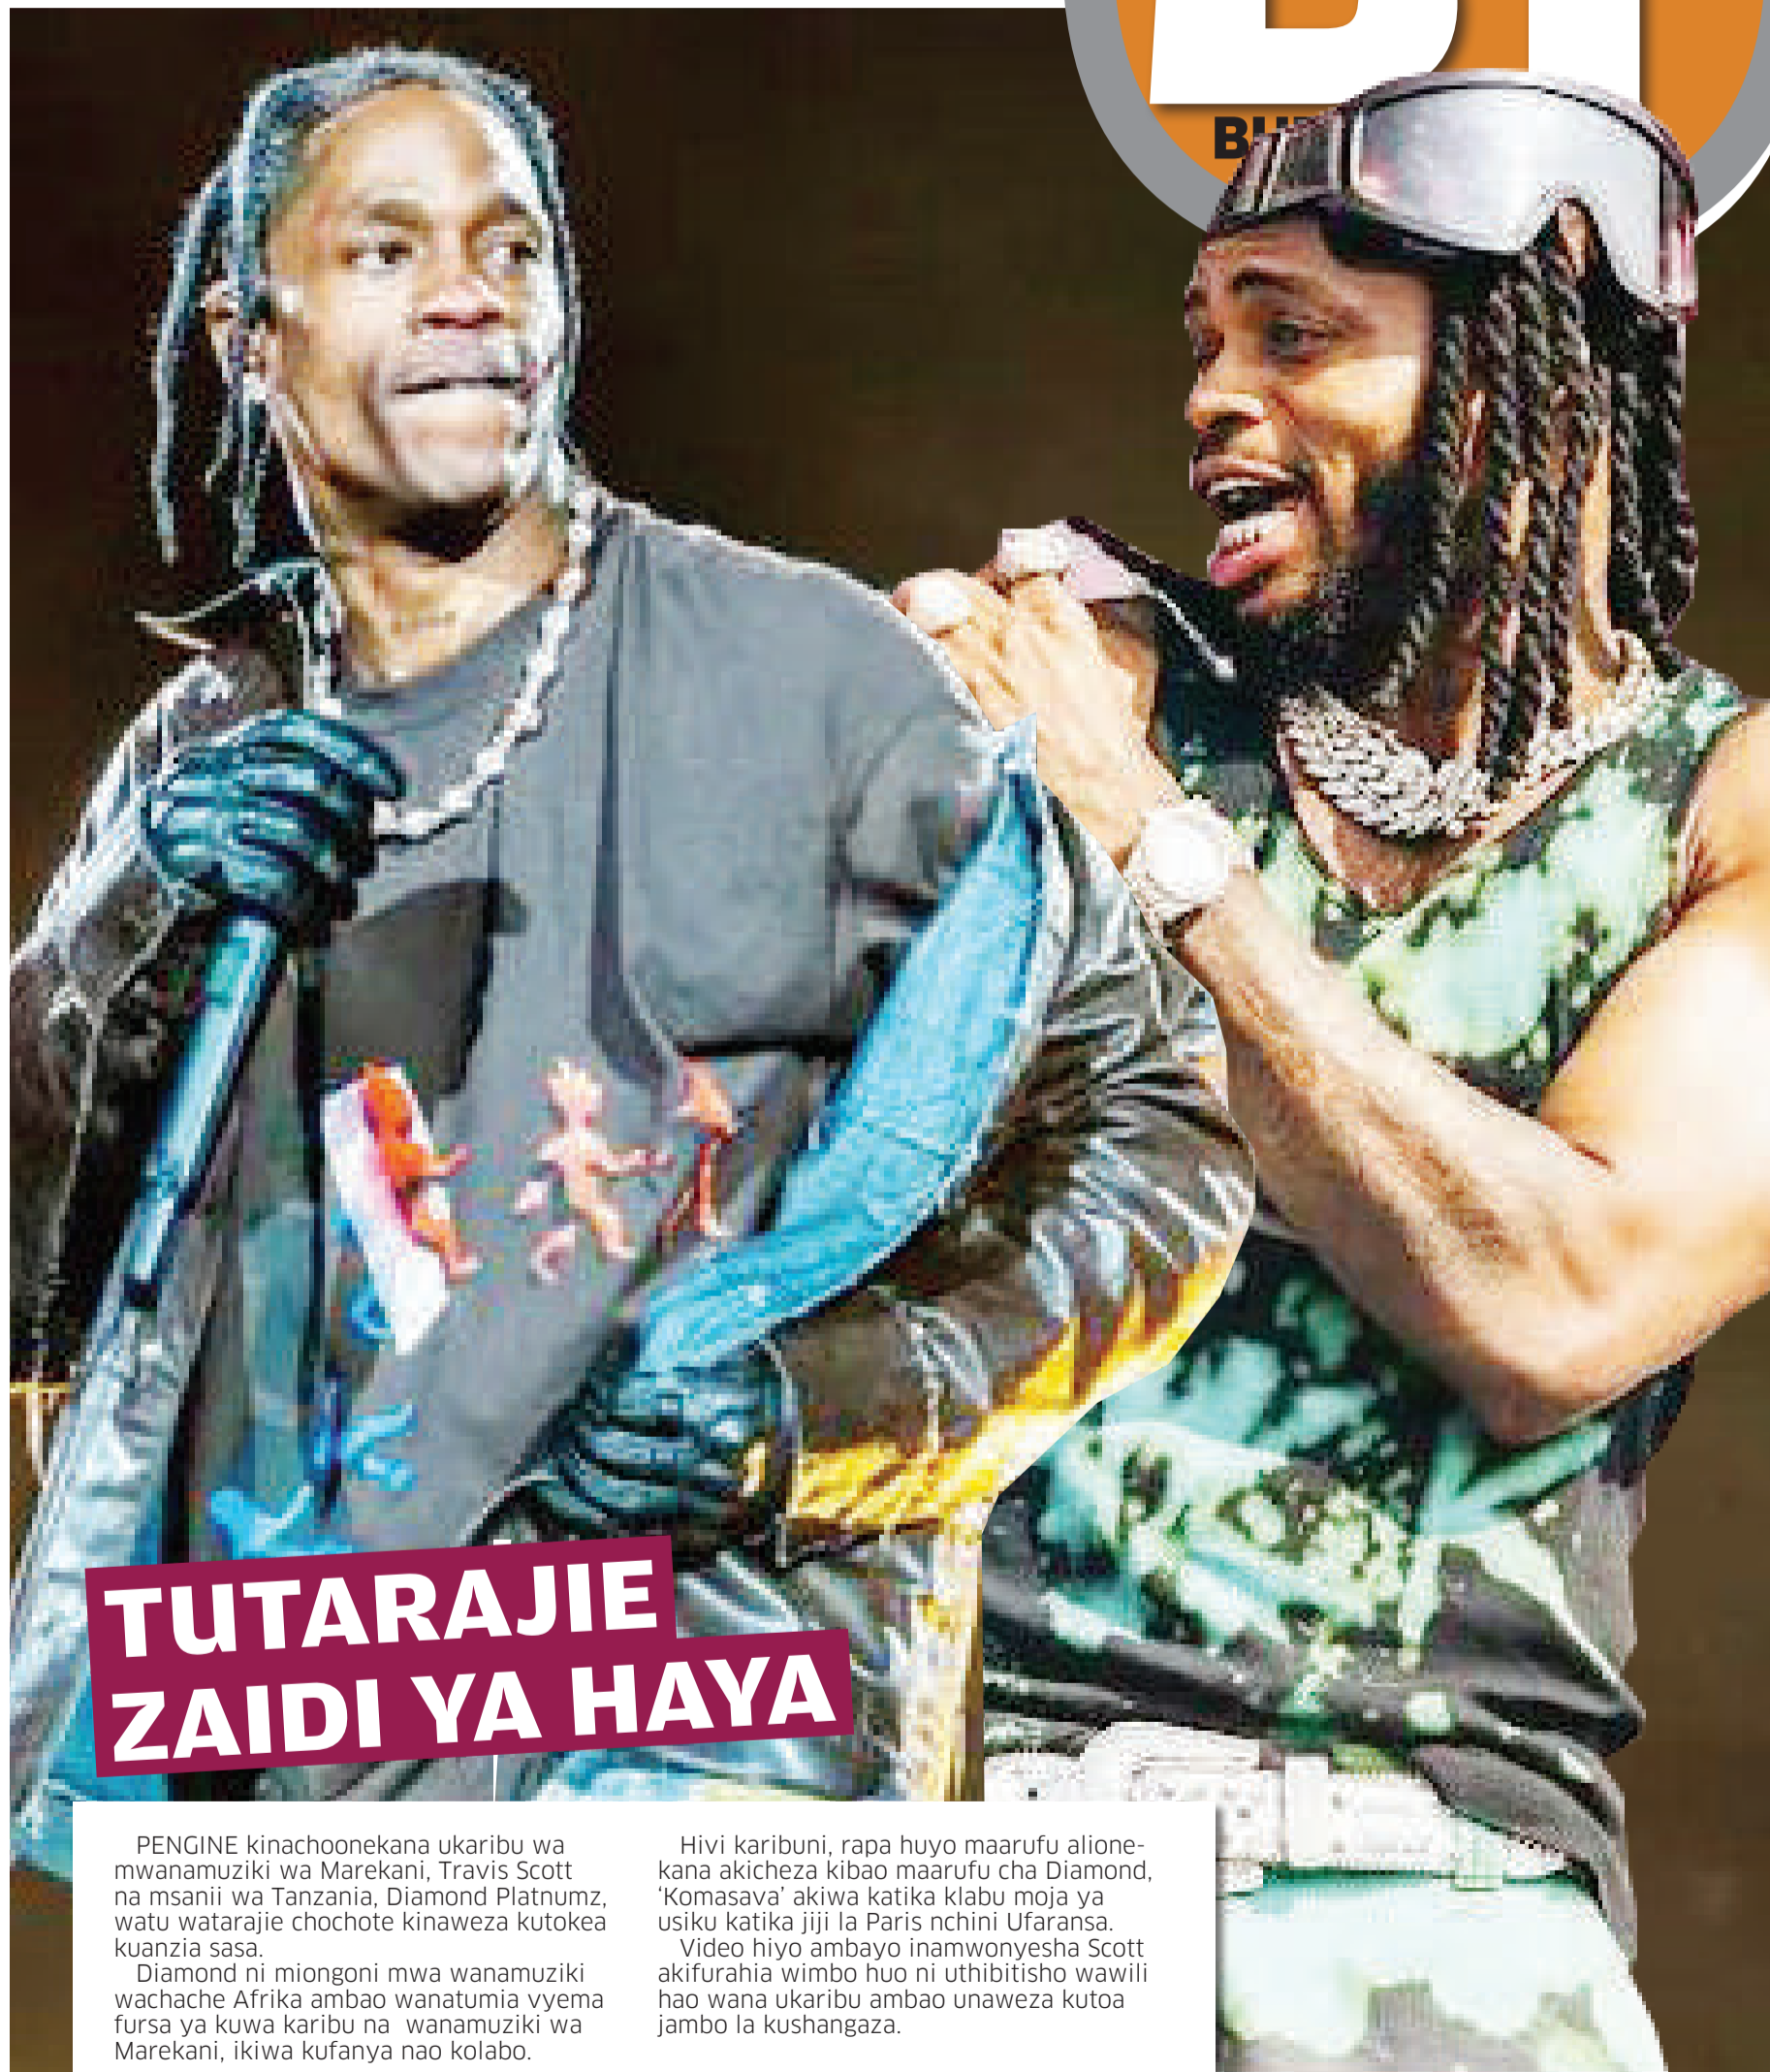 TUTARAJIE
ZAIDI YA HAYA
PENGINE kinachoonekana ukaribu wa
mwanamuziki wa Marekani, Travis Scott
na msanii wa Tanzania, Diamond Platnumz,
watu watarajie chochote kinaweza kutokea
kuanzia sasa.
Diamond ni miongoni mwa wanamuziki
wachache Afrika ambao wanatumia vyema
fursa ya kuwa karibu na wanamuziki wa
Marekani, ikiwa kufanya nao kolabo.
Hivi karibuni, rapa huyo maarufu alione-
kana akicheza kibao maarufu cha Diamond,
‘Komasava’ akiwa katika klabu moja ya
usiku katika jiji la Paris nchini Ufaransa.
Video hiyo ambayo inamwonyesha Scott
akifurahia wimbo huo ni uthibitisho wawili
hao wana ukaribu ambao unaweza kutoa
jambo la kushangaza.